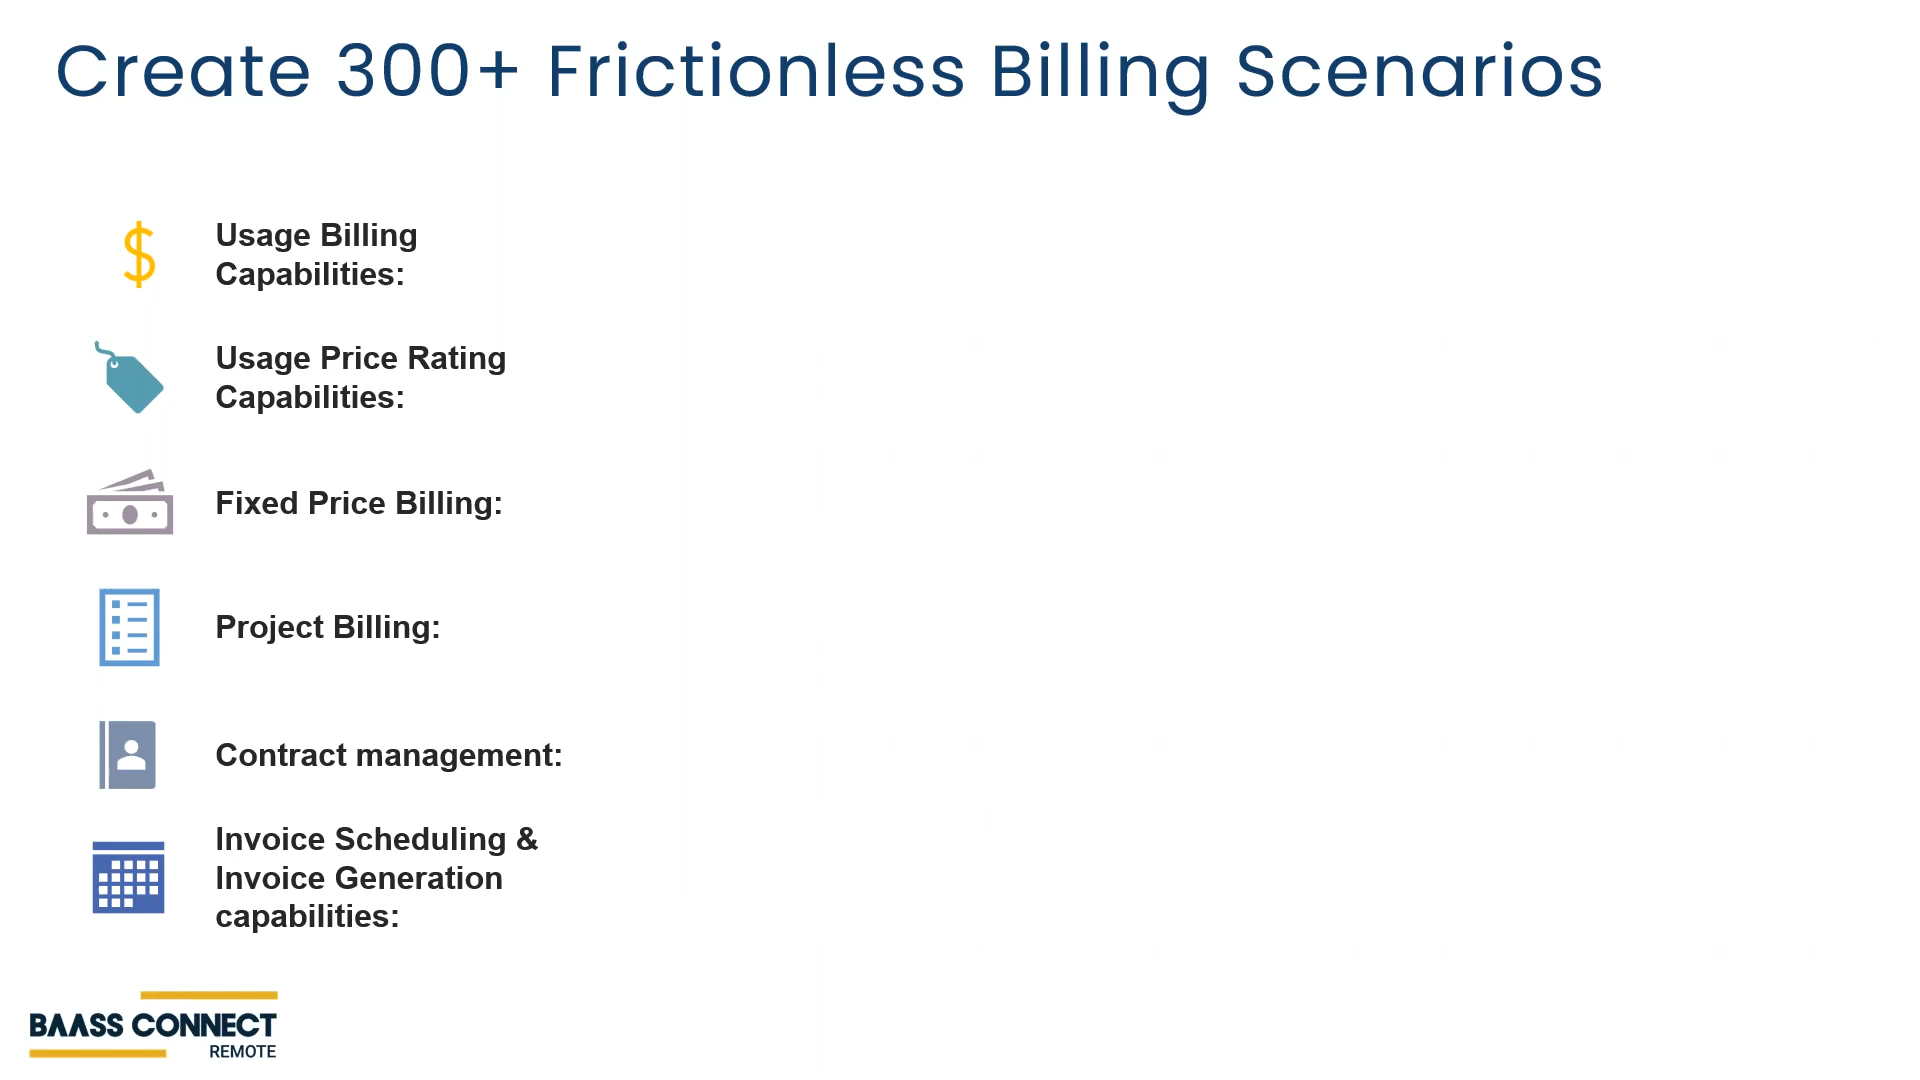 Create 300+ Frictionless Billing Scenarios
Usage Billing
Capabilities:
Usage Price Rating
Capabilities:
Fixed Price Billing:
Project Billing:
Contract management:
Invoice Scheduling &
Invoice Generation
capabilities:
BAASS CONNECT
REMOTE